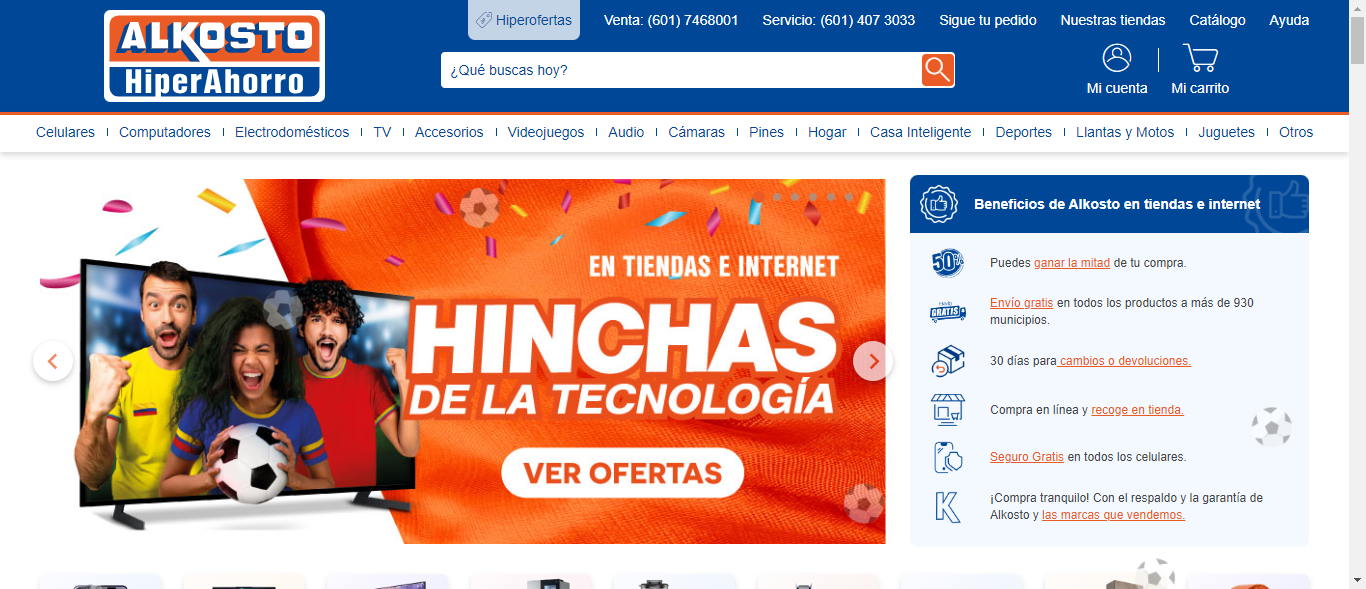 ALKOSTO
HiperAhorro
Hiperofertas
Venta: (601) 7468001
Servicio: (601) 407 3033
Sigue tu pedido
Nuestras tiendas
Catálogo
Ayuda
¿Qué buscas hoy?
Mi cuenta
Mi carrito
Celulares
Computadores
Electrodomésticos
TV
Accesorios
Videojuegos
Audio
Cámaras
Pines
Hogar
Casa Inteligente
Deportes
Llantas y Motos
Juguetes
Otros
EN TIENDAS E INTERNET
HINCHAS
DE LA TECNOLOGÍA
VER OFERTAS
Beneficios de Alkosto en tiendas e internet
50%
Puedes ganar la mitad de tu compra.
ENVÍO
GRATIS
Envío gratis en todos los productos a más de 930
municipios.
30 días para cambios o devoluciones.
Compra en línea y recoge en tienda.
Seguro Gratis en todos los celulares.
K
¡Compra tranquilo! Con el respaldo y la garantía de
Alkosto y las marcas que vendemos.